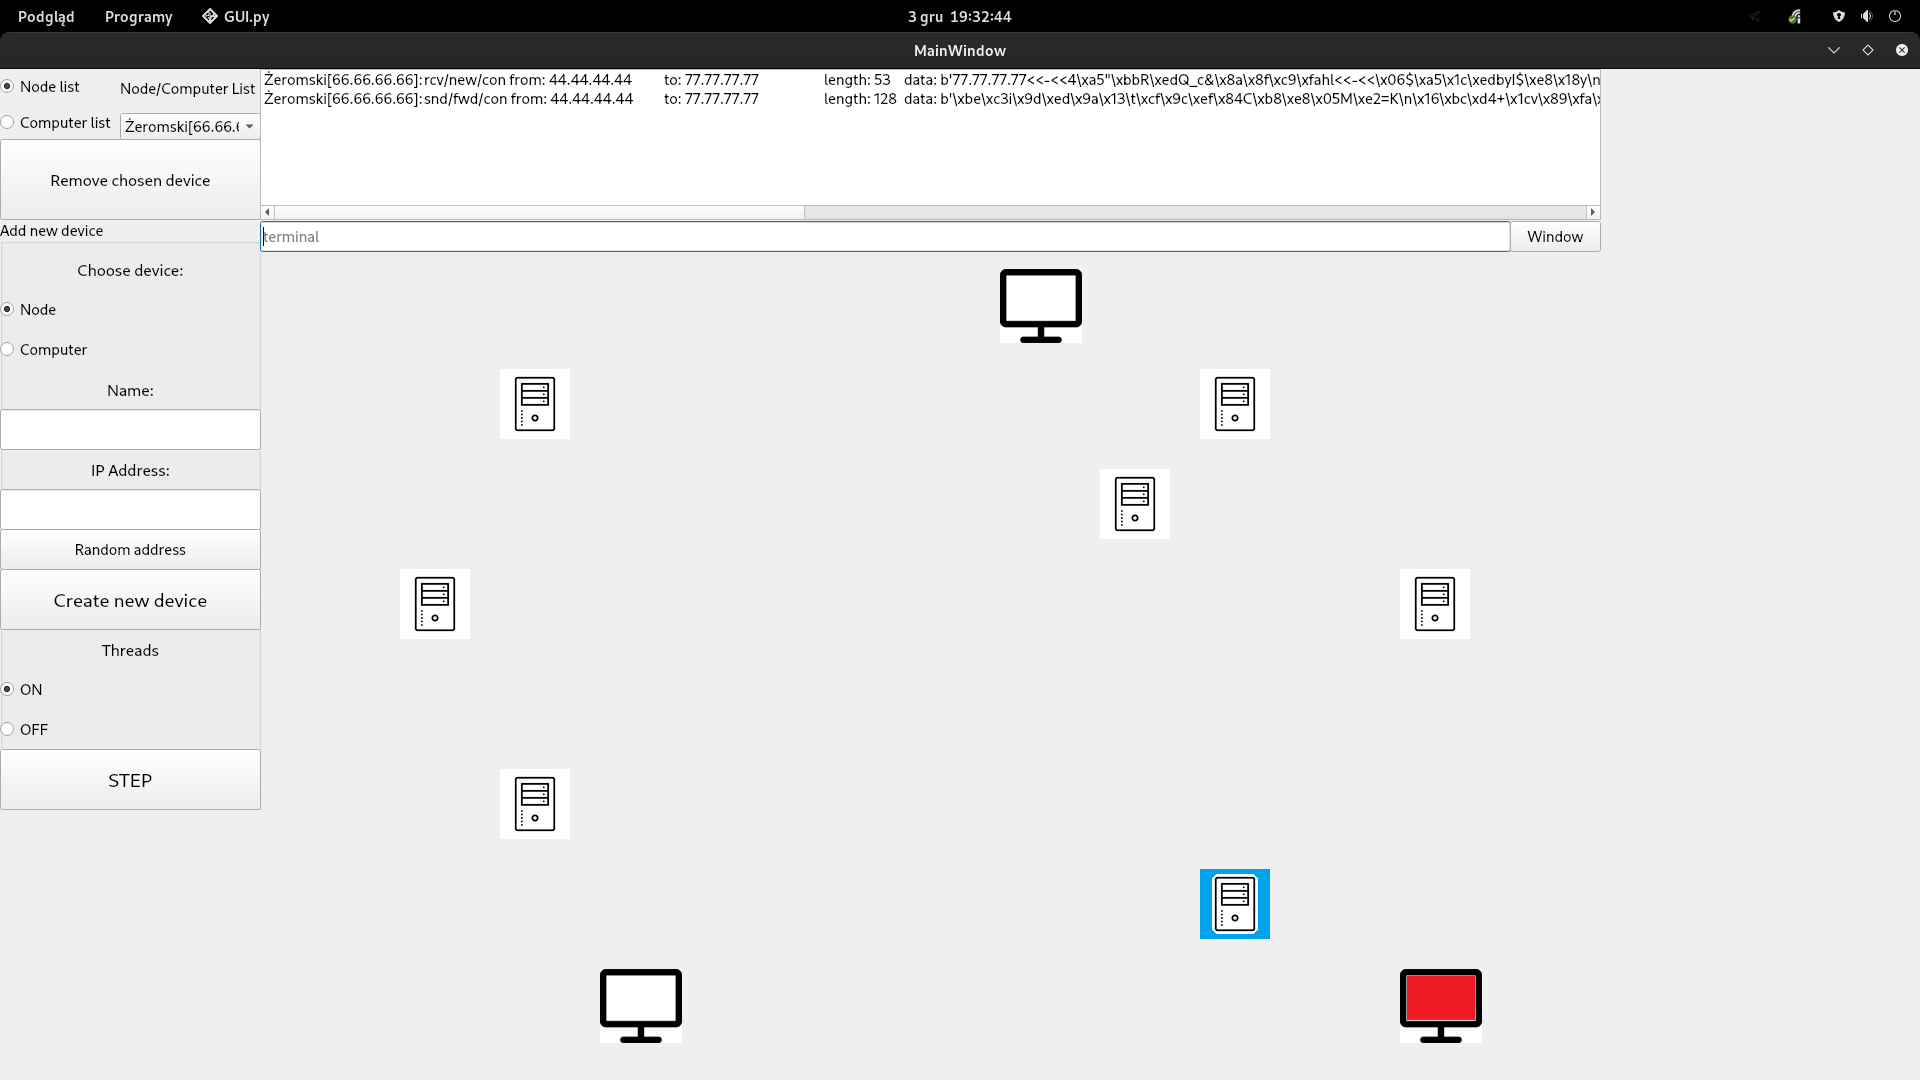 Podgląd Programy GUI.py 3 gru 19:32:44
MainWindow
Node list
Node/Computer List
Computer list
Żeromski[66.66.6
Remove chosen device
Żeromski[66.66.66.66]: rcv/new/con from: 44.44.44.44 to: 77.77.77.77 length: 53 data: b'77.77.77.77<<-<<4\xa5"\xbbR\xedQ_c&\x8a\x8f\xc9\xfahl<<-<<\x06$\xa5\x1c\xedbyI$\xe8\x18y\n
Żeromski[66.66.66.66]: snd/fwd/con from: 44.44.44.44 to: 77.77.77.77 length: 128 data: b'\xbe\xc3i\x9d\xed\x9a\x13\t\xcf\x9c\xef\x84C\xb8\xe8\x05M\xe2=K\n\x16\xbc\xd4+\x1cv\x89\xfa\x
terminal
Window
Add new device
Choose device:
Node
Computer
Name:
IP Address:
Random address
Create new device
Threads
ON
OFF
STEP